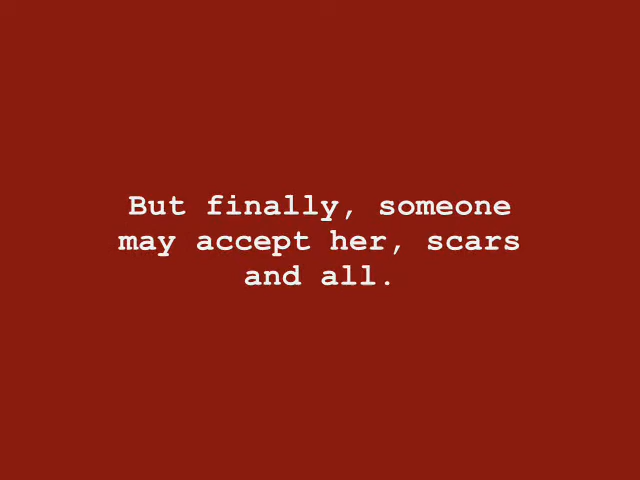 But finally, someone
may accept her, scars
and all.